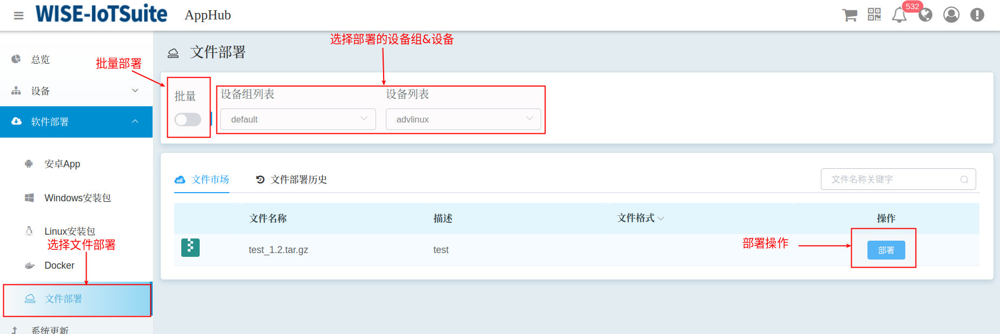 WISE-IoTSuite AppHub
532
总览
设备
软件部署
安卓App
Windows安装包
Linux安装包
选择文件部署
Docker
文件部署
系统更新
批量部署
选择部署的设备组&设备
文件部署
批量
设备组列表 设备列表
default advlinux
文件市场 文件部署历史 文件名称关键字
文件名称 描述 文件格式 操作
test_1.2.tar.gz test 部署操作 部署